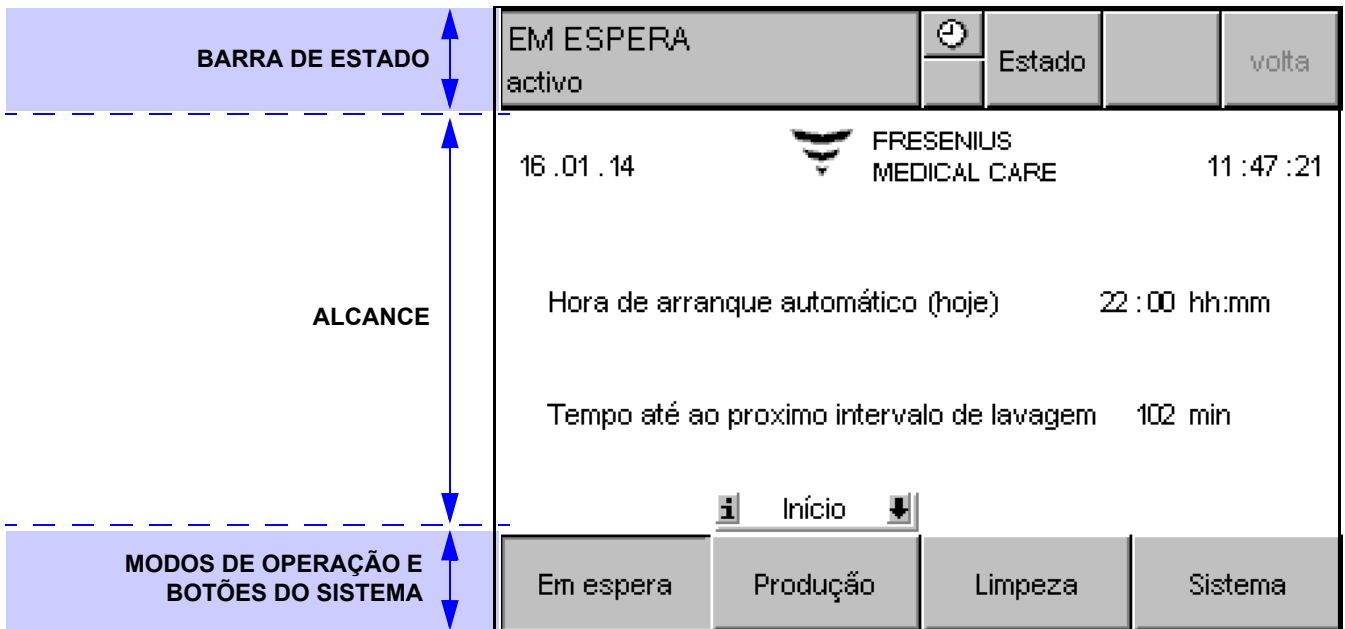 BARRA DE ESTADO
EM ESPERA
activo
Estado
volta
16 .01 .14
FRESENIUS
MEDICAL CARE
11 :47 :21
ALCANCE
Hora de arranque automático (hoje) 22 : 00 hh:mm
Tempo até ao proximo intervalo de lavagem 102 min
i Início
MODOS DE OPERAÇÃO E
BOTÕES DO SISTEMA
Em espera
Produção
Limpeza
Sistema